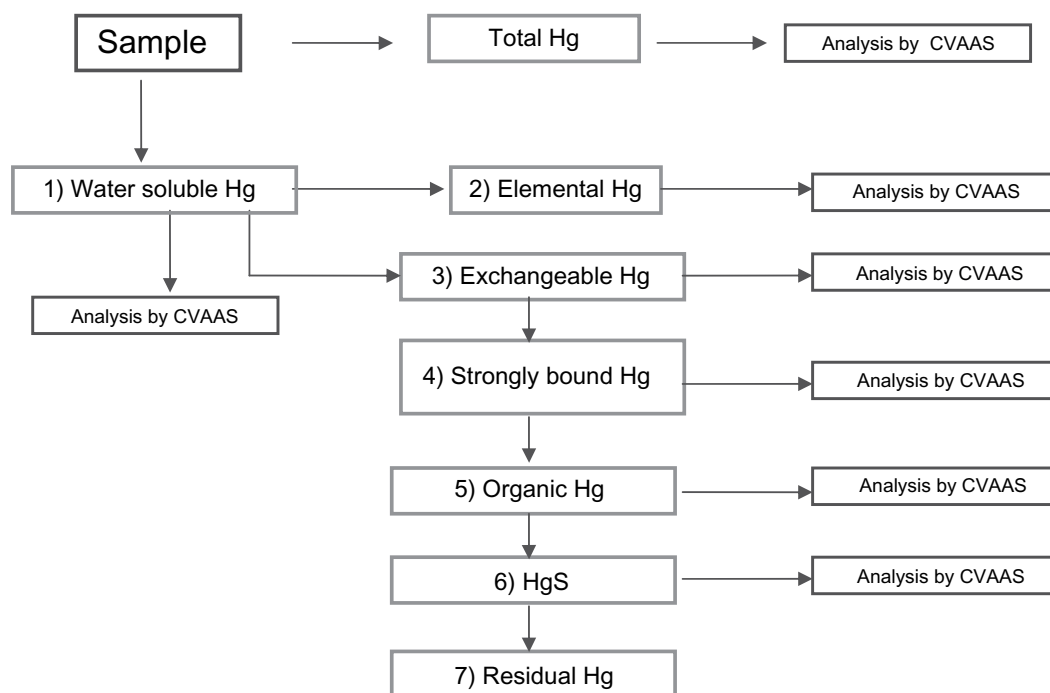 Sample
Total Hg
Analysis by CVAAS
1) Water soluble Hg
2) Elemental Hg
Analysis by CVAAS
3) Exchangeable Hg
Analysis by CVAAS
Analysis by CVAAS
4) Strongly bound Hg
Analysis by CVAAS
5) Organic Hg
Analysis by CVAAS
6) HgS
Analysis by CVAAS
7) Residual Hg